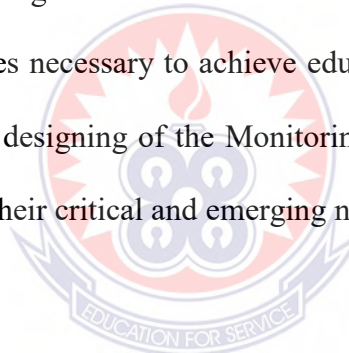 es necessary to achieve edu
designing of the Monitorin
heir critical and emerging n
EDUCATION FOR SERVICE